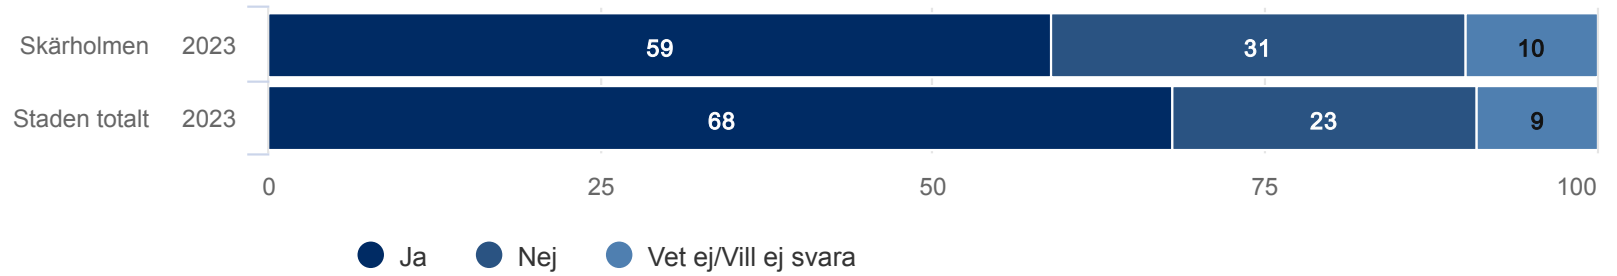 Skärholmen 2023 59 31 10
Staden totalt 2023 68 23 9
0 25 50 75 100
Ja Nej Vet ej/Vill ej svara